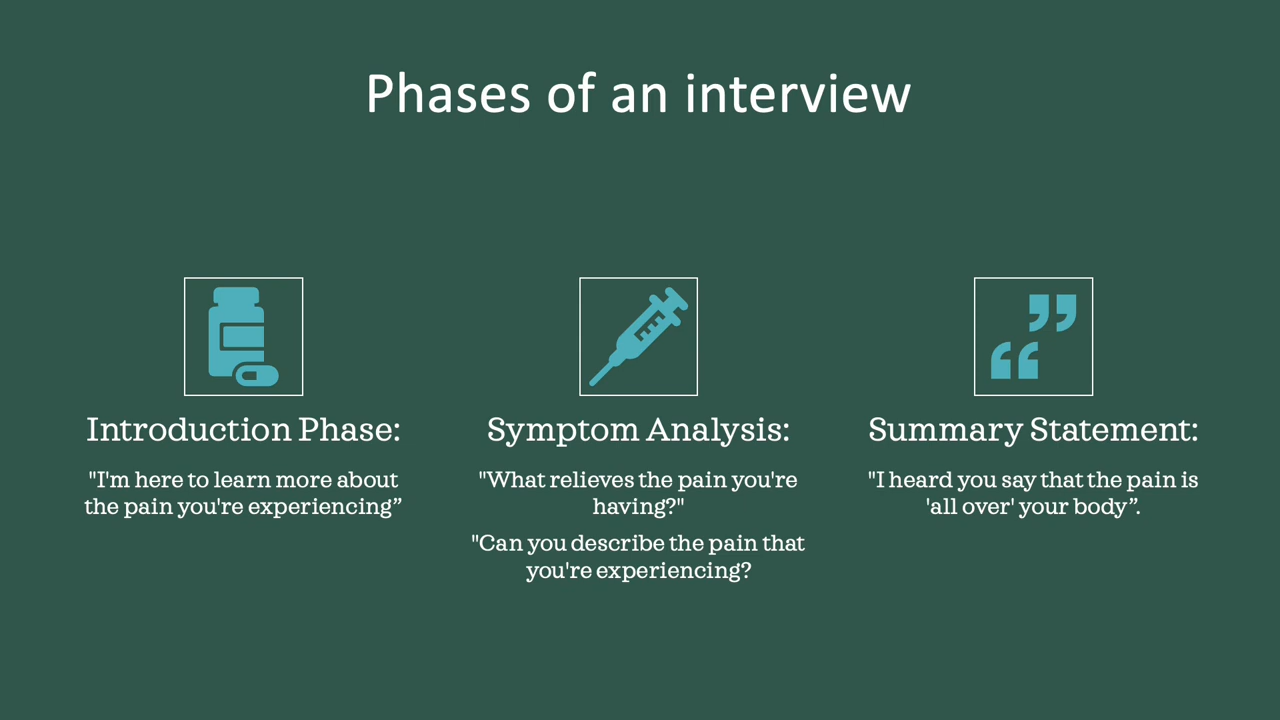 Phases of an interview
Introduction Phase:
"I'm here to learn more about
the pain you're experiencing”
Symptom Analysis:
"What relieves the pain you're
having?"
"Can you describe the pain that
you're experiencing?
Summary Statement:
"I heard you say that the pain is
'all over' your body”.